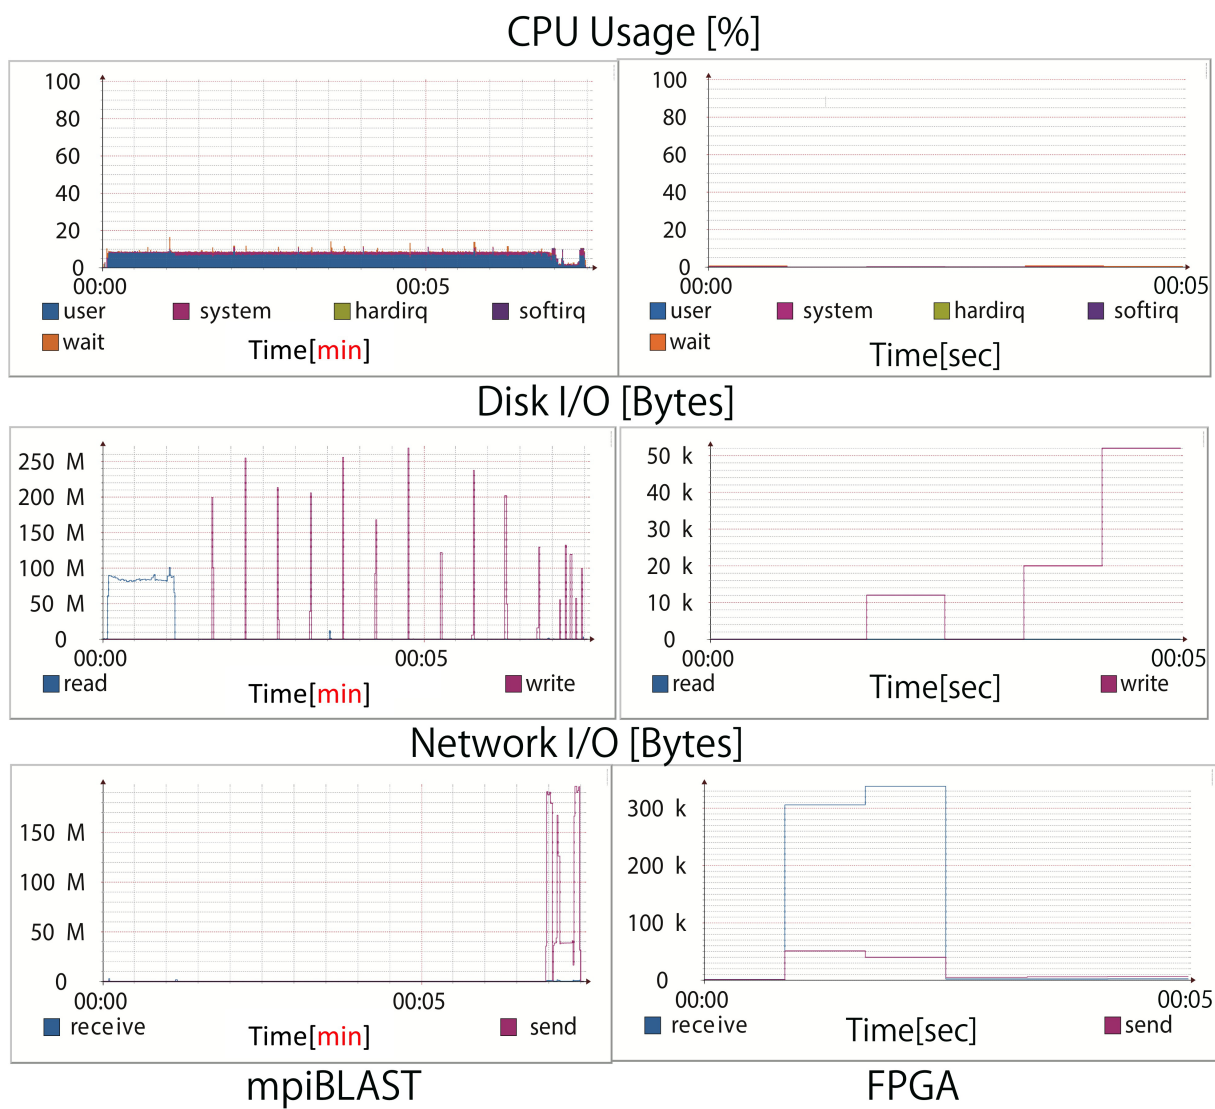 CPU Usage [%]
100
80
60
40
20
0
00:00 00:05
user system hardirq softirq
wait
Time[min]
100
80
60
40
20
0
00:00 00:05
user system hardirq softirq
wait
Time[sec]
Disk I/O [Bytes]
250 M
200 M
150 M
100 M
50 M
0
00:00 00:05
read write
Time[min]
50 k
40 k
30 k
20 k
10 k
0
00:00 00:05
read write
Time[sec]
Network I/O [Bytes]
150 M
100 M
50 M
0
00:00 00:05
receive send
Time[min]
300 k
200 k
100 k
0
00:00 00:05
receive send
Time[sec]
mpiBLAST FPGA